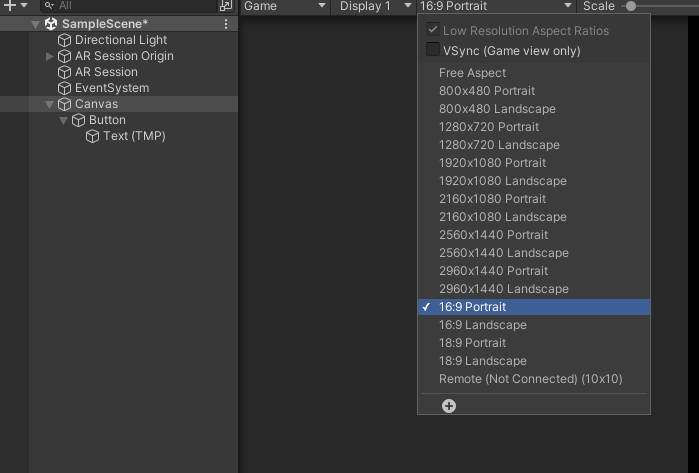 All
Game
Display 1
16:9 Portrait
Scale
SampleScene*
Directional Light
AR Session Origin
AR Session
EventSystem
Canvas
Button
Text (TMP)
Low Resolution Aspect Ratios
VSync (Game view only)
Free Aspect
800x480 Portrait
800x480 Landscape
1280x720 Portrait
1280x720 Landscape
1920x1080 Portrait
1920x1080 Landscape
2160x1080 Portrait
2160x1080 Landscape
2560x1440 Portrait
2560x1440 Landscape
2960x1440 Portrait
2960x1440 Landscape
16:9 Portrait
16:9 Landscape
18:9 Portrait
18:9 Landscape
Remote (Not Connected) (10x10)